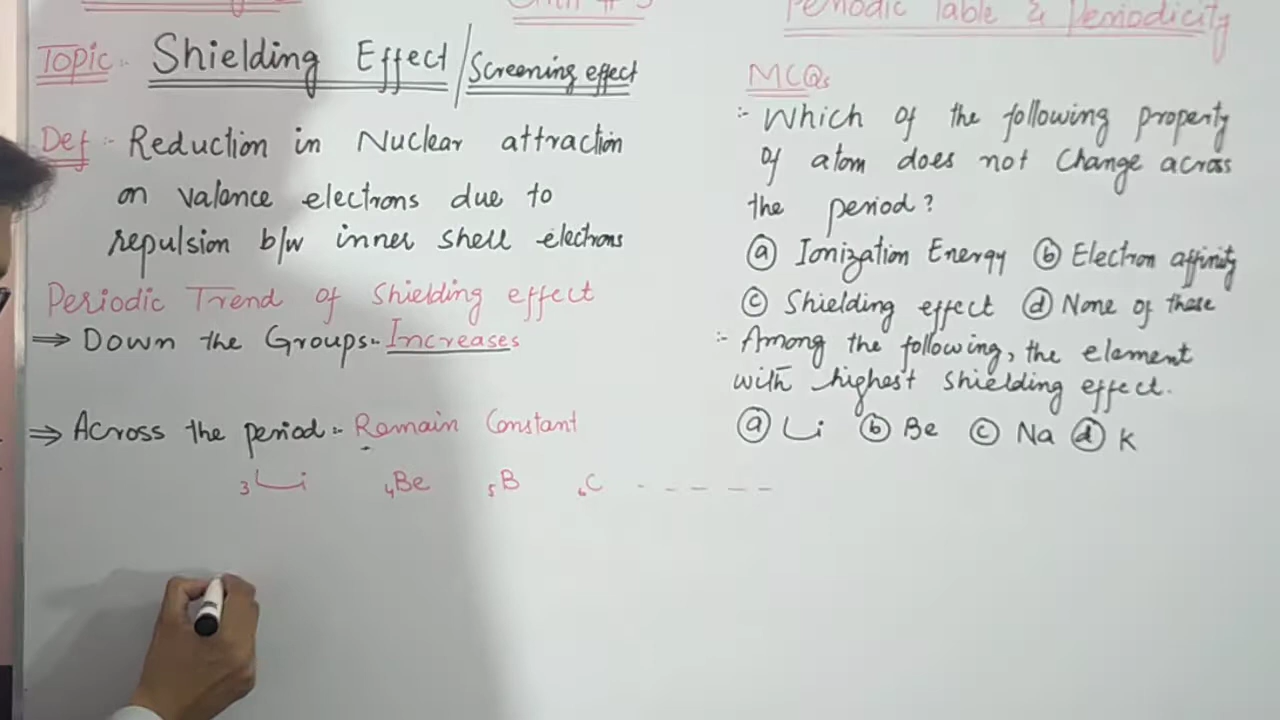 Periodic Table & Periodicity
Topic:- Shielding Effect/Screening effect
Def:- Reduction in Nuclear attraction
on valance electrons due to
repulsion b/w inner shell electrons
Periodic Trend of Shielding effect
⇒ Down the Groups:- Increases
⇒ Across the period:- Remain Constant
₃Li ₄Be ₅B ₆C - - - - -
MCQs
:- Which of the following property
of atom does not change across
the period?
(a) Ionization Energy (b) Electron affinity
(c) Shielding effect (d) None of these
:- Among the following, the element
with highest shielding effect.
(a) Li (b) Be (c) Na (d) K